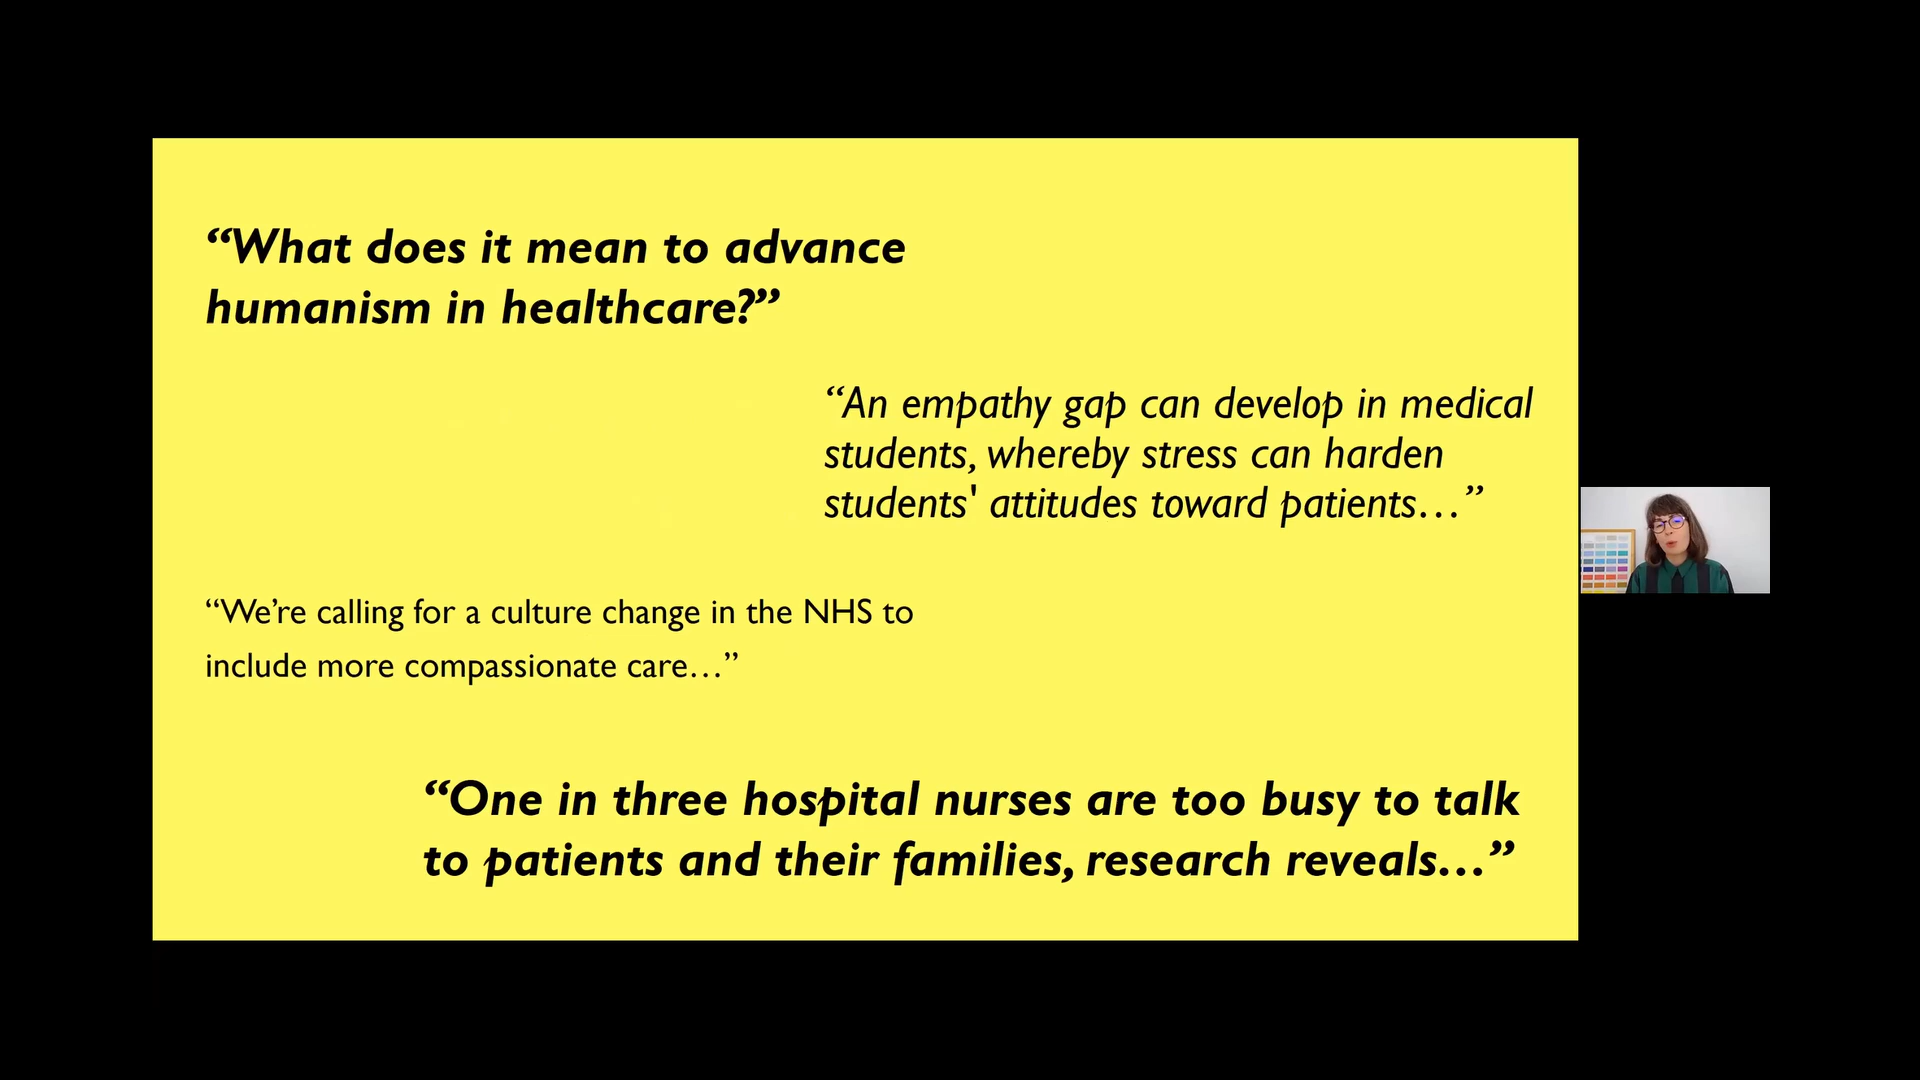 “What does it mean to advance
humanism in healthcare?”
“An empathy gap can develop in medical
students, whereby stress can harden
students' attitudes toward patients…”
“We’re calling for a culture change in the NHS to
include more compassionate care…”
“One in three hospital nurses are too busy to talk
to patients and their families, research reveals…”